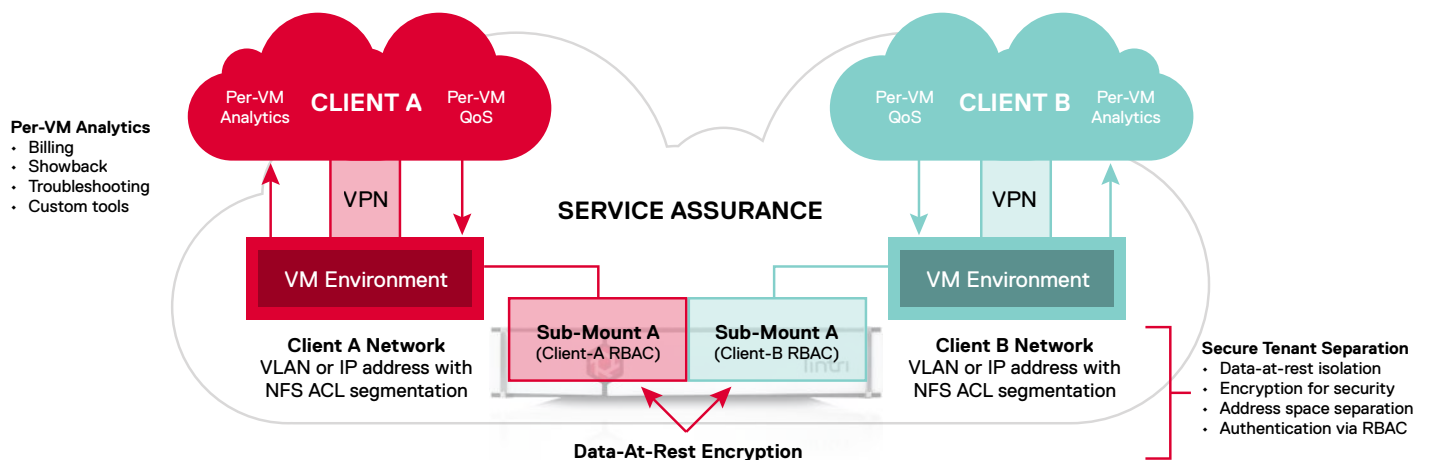 Per-VM Analytics
• Billing
• Showback
• Troubleshooting
• Custom tools
CLIENT A
Per-VM
Analytics
Per-VM
QoS
VPN
VM Environment
Client A Network
VLAN or IP address with
NFS ACL segmentation
SERVICE ASSURANCE
Sub-Mount A
(Client-A RBAC)
Sub-Mount A
(Client-B RBAC)
tintri
Data-At-Rest Encryption
CLIENT B
Per-VM
QoS
Per-VM
Analytics
VPN
VM Environment
Client B Network
VLAN or IP address with
NFS ACL segmentation
Secure Tenant Separation
• Data-at-rest isolation
• Encryption for security
• Address space separation
• Authentication via RBAC